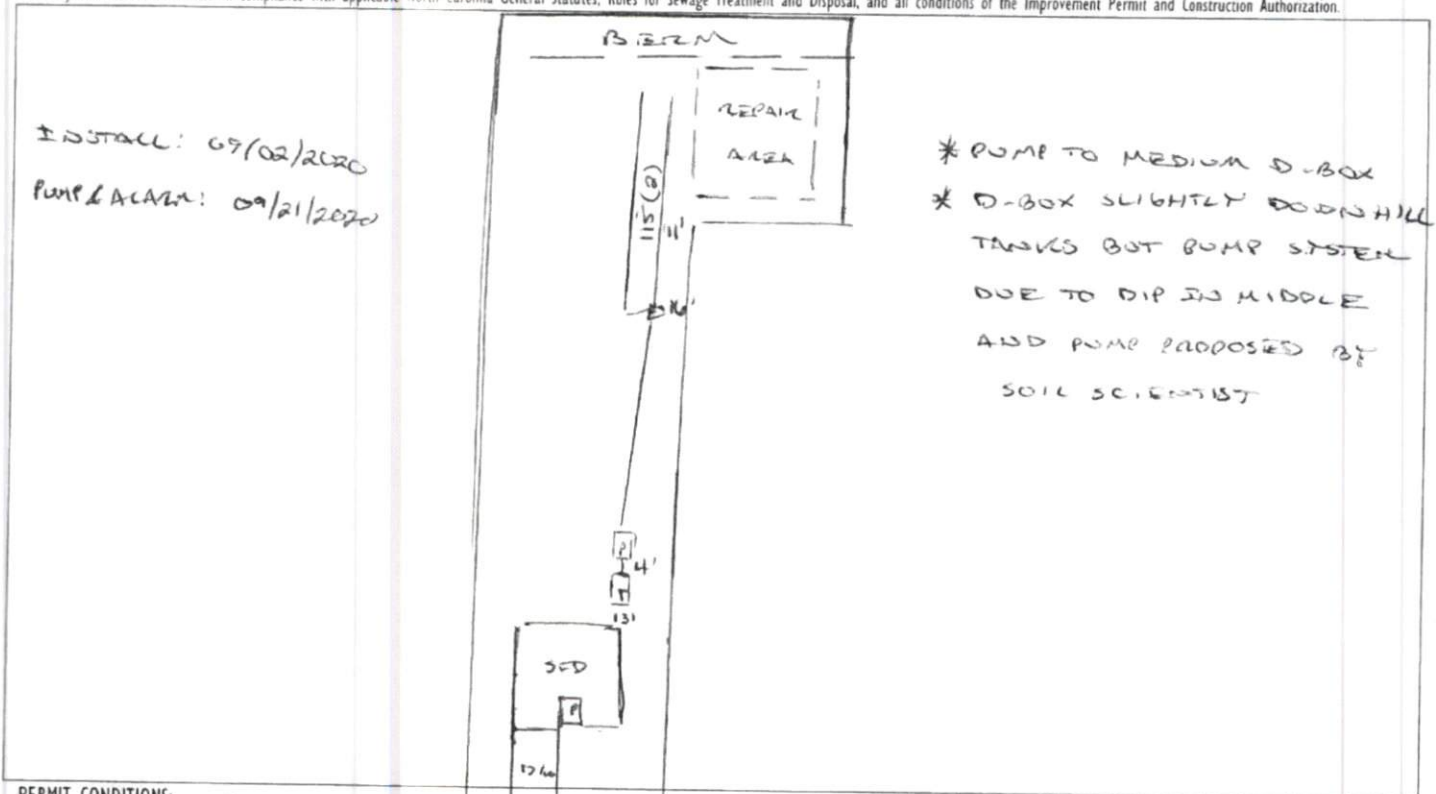 Compliance with applicable North Carolina General Statutes, Rules for Sewage Treatment and Disposal, and all conditions of the Improvement Permit and Construction Authorization.
BERM
REPAIR
AREA
INSTALL: 09/02/2020
PUMP & ALARM: 09/21/2020
115 (2)
11'
16'
* PUMP TO MEDIUM D-BOX
* D-BOX SLIGHTLY DOWNHILL
TANKS BUT PUMP SYSTEM
DUE TO DIP IN MIDDLE
AND PUMP PROPOSED BY
SOIL SCIENTIST
P
4'
T
13'
SFD
P
D/W
PERMIT CONDITIONS: